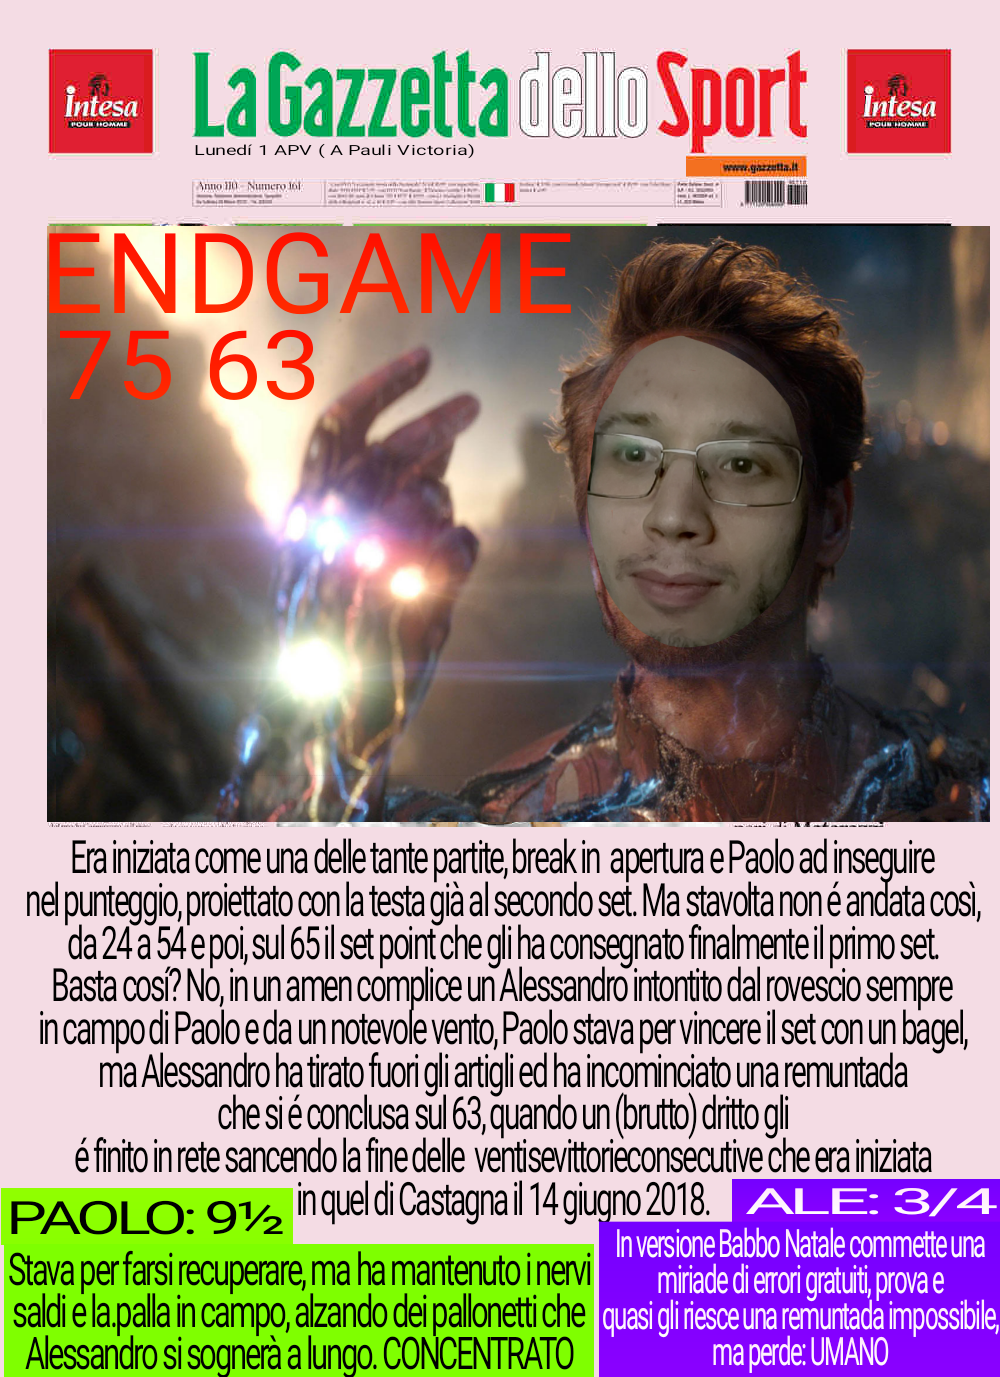 intesa
POUR HOMME
La Gazzetta dello Sport
intesa
POUR HOMME
Lunedí 1 APV ( A Pauli Victoria)
www.gazzetta.it
Anno 110 - Numero 161
ENDGAME
75 63
Era iniziata come una delle tante partite, break in apertura e Paolo ad inseguire
nel punteggio, proiettato con la testa già al secondo set. Ma stavolta non é andata così,
da 24 a 54 e poi, sul 65 il set point che gli ha consegnato finalmente il primo set.
Basta cosí? No, in un amen complice un Alessandro intontito dal rovescio sempre
in campo di Paolo e da un notevole vento, Paolo stava per vincere il set con un bagel,
ma Alessandro ha tirato fuori gli artigli ed ha incominciato una remuntada
che si é conclusa sul 63, quando un (brutto) dritto gli
é finito in rete sancendo la fine delle ventisevittorieconsecutive che era iniziata
in quel di Castagna il 14 giugno 2018.
PAOLO: 9½
Stava per farsi recuperare, ma ha mantenuto i nervi
saldi e la.palla in campo, alzando dei pallonetti che
Alessandro si sognerà a lungo. CONCENTRATO
ALE: 3/4
In versione Babbo Natale commette una
miriade di errori gratuiti, prova e
quasi gli riesce una remuntada impossibile,
ma perde: UMANO